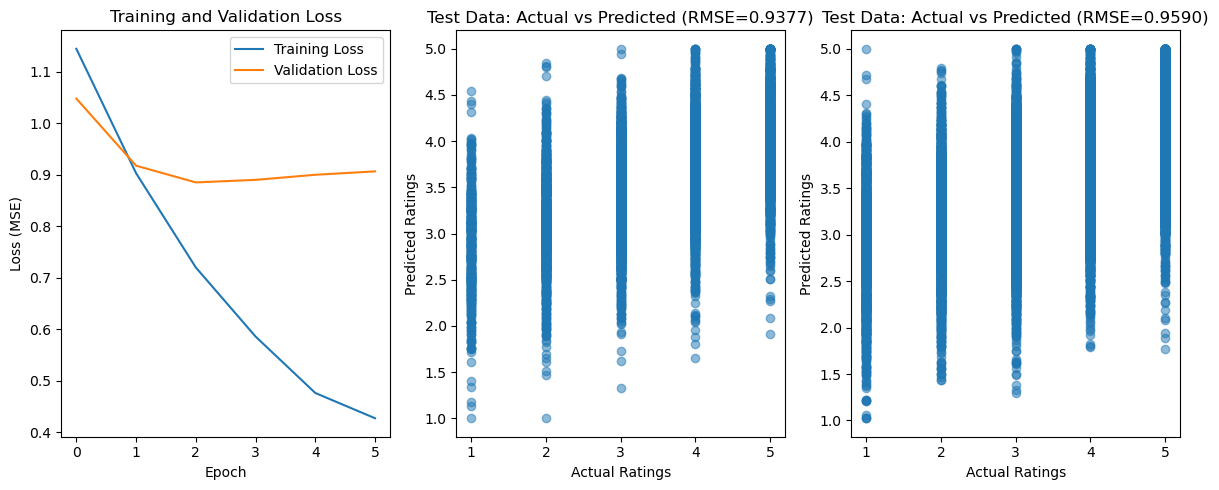 Training and Validation Loss
Training Loss
Validation Loss
1.1
1.0
0.9
0.8
0.7
0.6
0.5
0.4
Loss (MSE)
0 1 2 3 4 5
Epoch
Test Data: Actual vs Predicted (RMSE=0.9377)
5.0
4.5
4.0
3.5
3.0
2.5
2.0
1.5
1.0
Predicted Ratings
1 2 3 4 5
Actual Ratings
Test Data: Actual vs Predicted (RMSE=0.9590)
5.0
4.5
4.0
3.5
3.0
2.5
2.0
1.5
1.0
Predicted Ratings
1 2 3 4 5
Actual Ratings